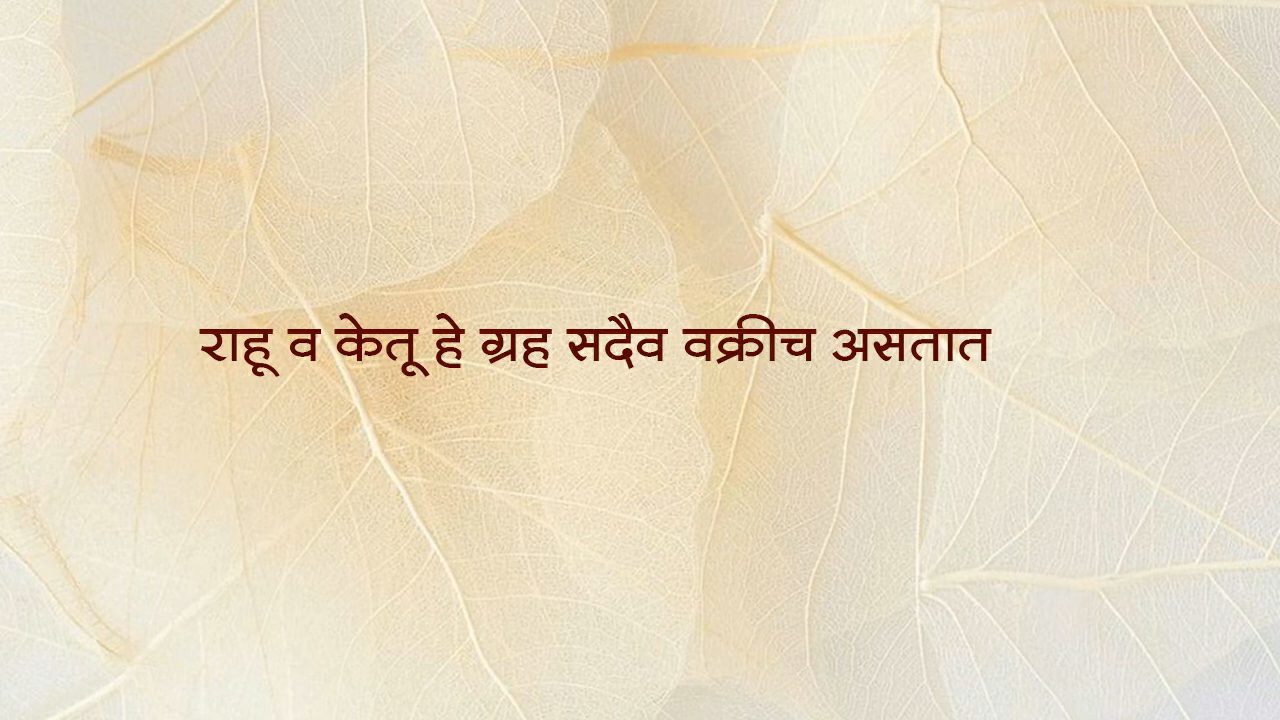 राहू व केतू हे ग्रह सदैव वक्रीच असतात